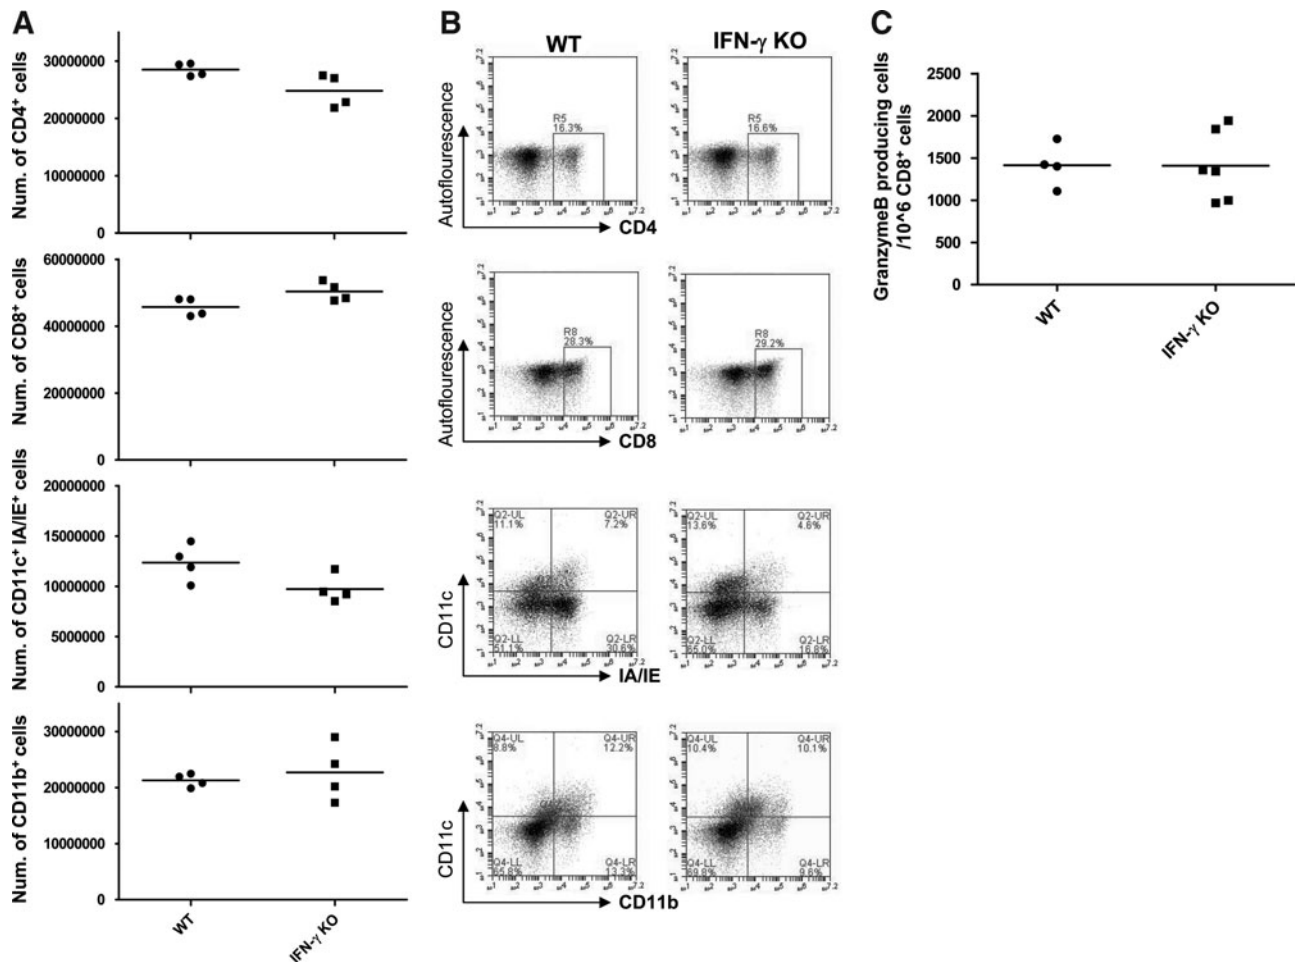 A
Num. of CD4⁺ cells
30000000
20000000
10000000
0
Num. of CD8⁺ cells
60000000
40000000
20000000
0
Num. of CD11c⁺ IA/IE⁺ cells
20000000
15000000
10000000
5000000
0
Num. of CD11b⁺ cells
30000000
20000000
10000000
0
WT
IFN-γ KO
B
WT
IFN-γ KO
Autoflourescence
R5
16.3%
R5
16.6%
CD4
Autoflourescence
R8
28.3%
R8
29.2%
CD8
CD11c
Q2-UL
11.1%
Q2-UR
7.2%
Q2-LL
51.1%
Q2-LR
30.6%
Q2-UL
13.6%
Q2-UR
4.6%
Q2-LL
65.0%
Q2-LR
16.8%
IA/IE
CD11c
Q4-UL
8.8%
Q4-UR
12.2%
Q4-LL
65.8%
Q4-LR
13.3%
Q4-UL
10.4%
Q4-UR
10.1%
Q4-LL
69.8%
Q4-LR
9.6%
CD11b
C
GranzymeB producing cells
/10^6 CD8⁺ cells
2500
2000
1500
1000
500
0
WT
IFN-γ KO